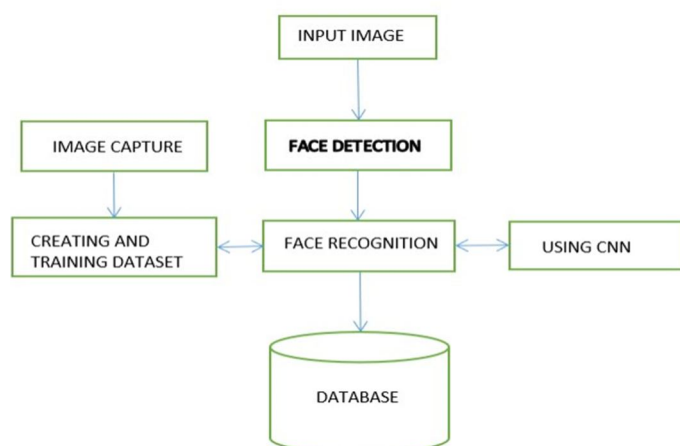 INPUT IMAGE
IMAGE CAPTURE
FACE DETECTION
CREATING AND
TRAINING DATASET
FACE RECOGNITION
USING CNN
DATABASE